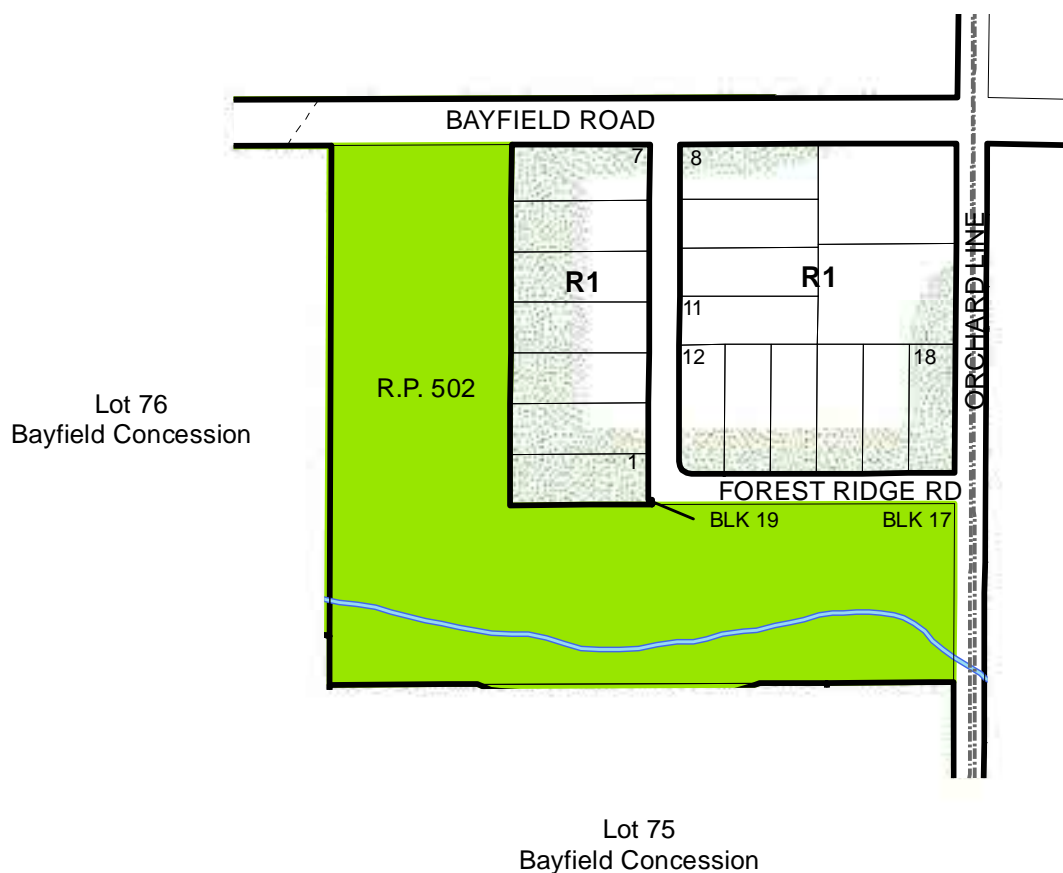 BAYFIELD ROAD
7
8
R1
R1
ORCHARD LINE
11
12
18
R.P. 502
Lot 76
Bayfield Concession
1
FOREST RIDGE RD
BLK 19
BLK 17
Lot 75
Bayfield Concession